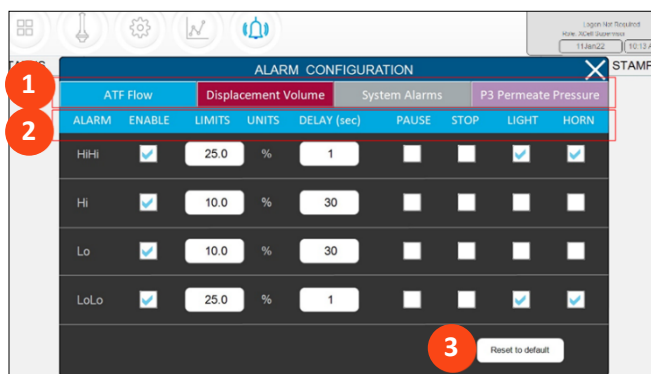 Logon Not Required
11Jan22 10:13 A
ALARM CONFIGURATION
STAMP
1
ATF Flow Displacement Volume System Alarms P3 Permeate Pressure
2
ALARM ENABLE LIMITS UNITS DELAY (sec) PAUSE STOP LIGHT HORN
HiHi 25.0 % 1
Hi 10.0 % 30
Lo 10.0 % 30
LoLo 25.0 % 1
3 Reset to default